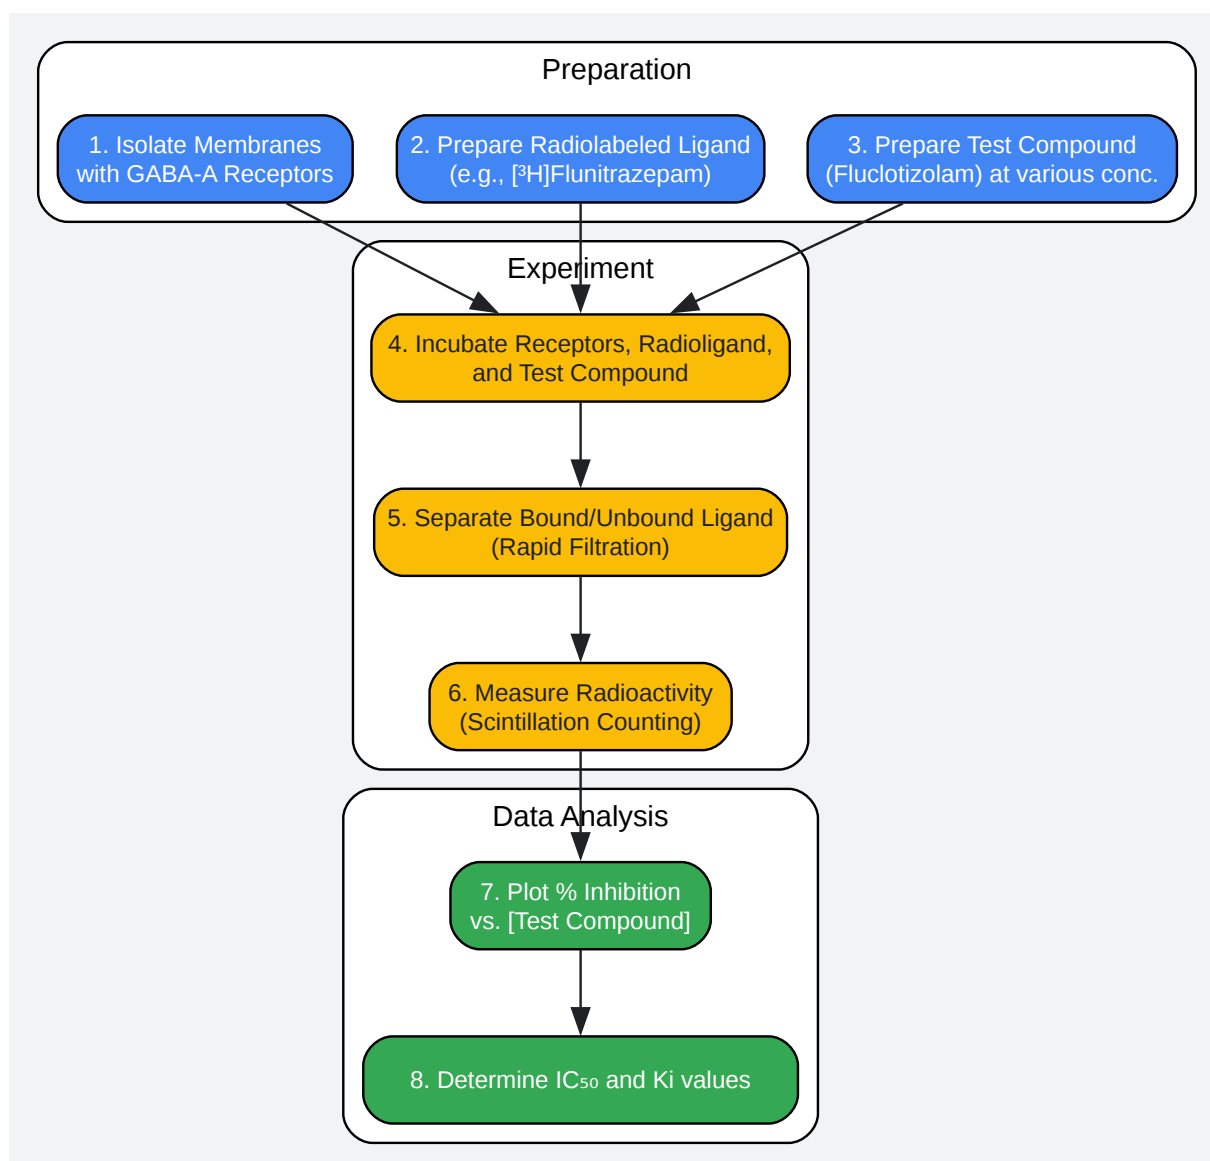 Preparation
1. Isolate Membranes
with GABA-A Receptors
2. Prepare Radiolabeled Ligand
(e.g., [³H]Flunitrazepam)
3. Prepare Test Compound
(Fluclotizolam) at various conc.
Experiment
4. Incubate Receptors, Radioligand,
and Test Compound
5. Separate Bound/Unbound Ligand
(Rapid Filtration)
6. Measure Radioactivity
(Scintillation Counting)
Data Analysis
7. Plot % Inhibition
vs. [Test Compound]
8. Determine IC₅₀ and Ki values